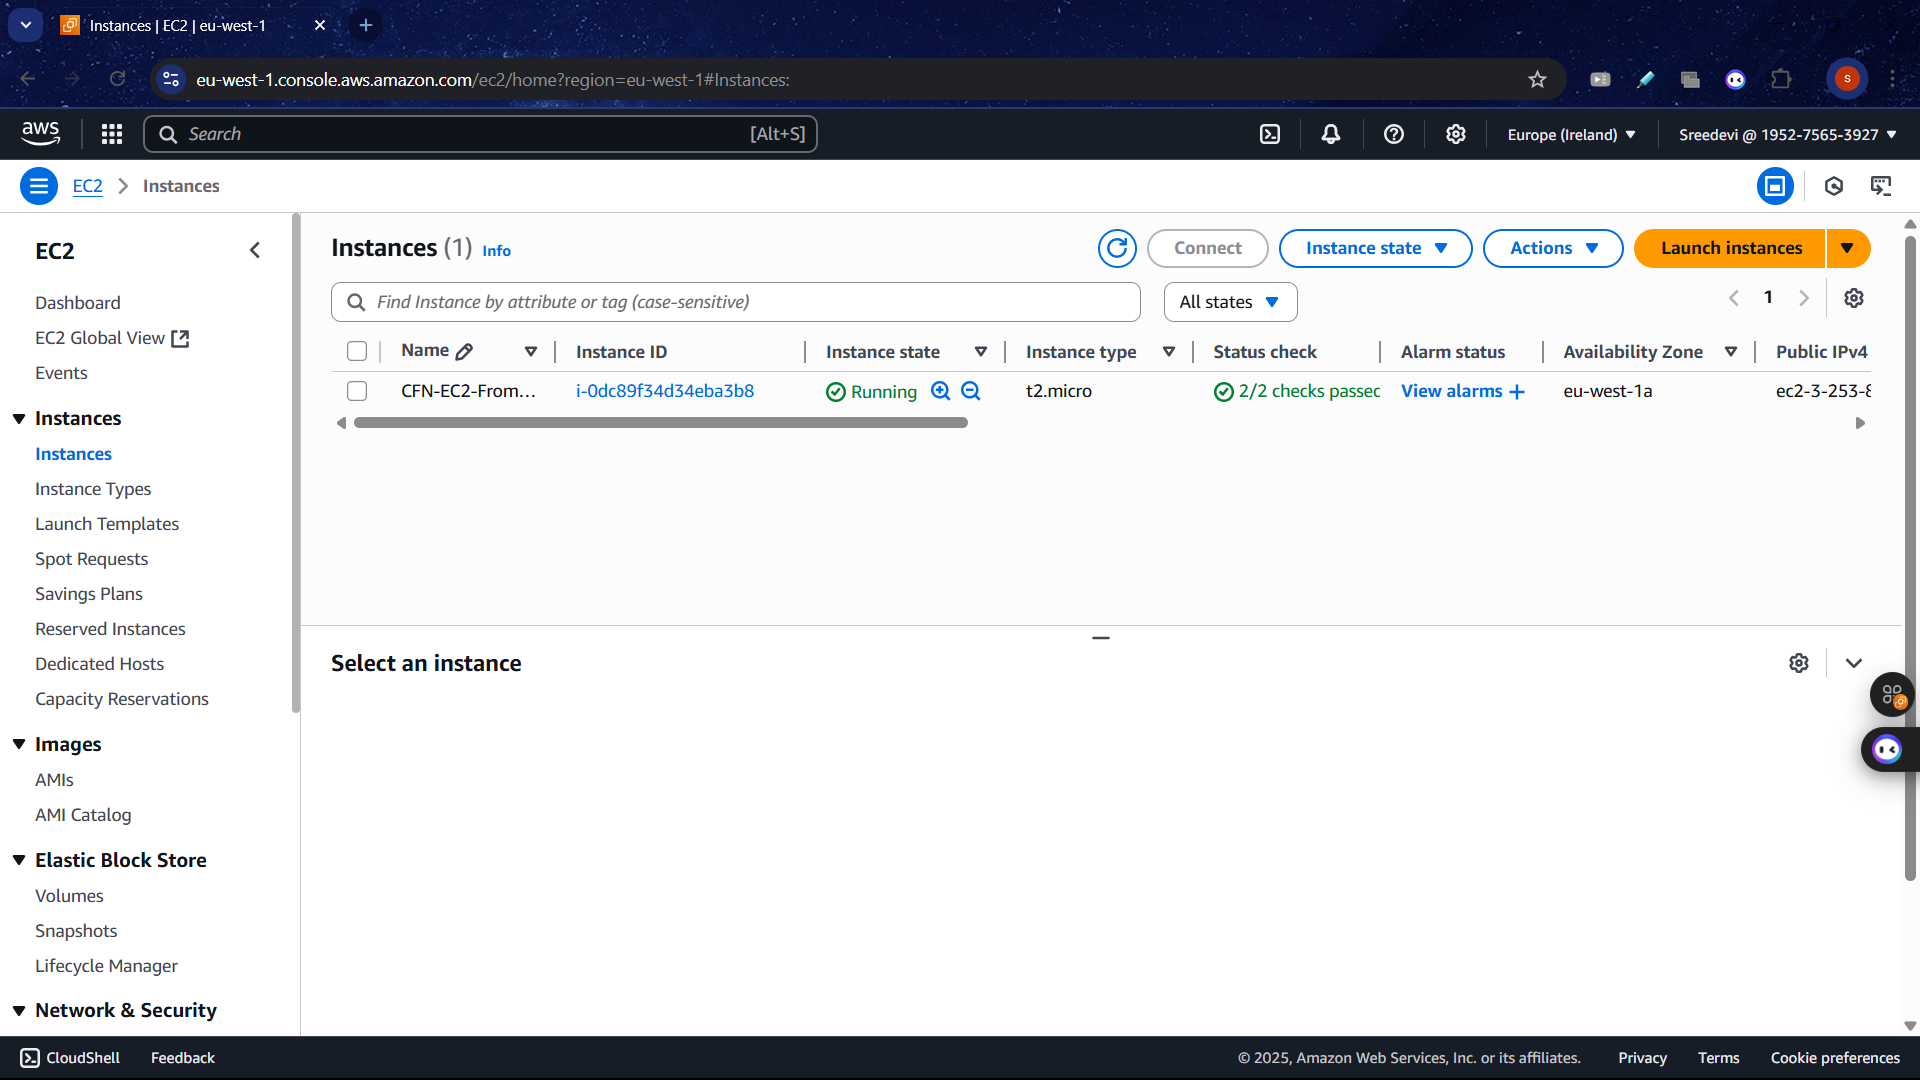 Instances | EC2 | eu-west-1
eu-west-1.console.aws.amazon.com/ec2/home?region=eu-west-1#Instances:
S
aws
Search
[Alt+S]
Europe (Ireland)
Sreedevi @ 1952-7565-3927
EC2
Instances
EC2
Dashboard
EC2 Global View
Events
Instances
Instances
Instance Types
Launch Templates
Spot Requests
Savings Plans
Reserved Instances
Dedicated Hosts
Capacity Reservations
Images
AMIs
AMI Catalog
Elastic Block Store
Volumes
Snapshots
Lifecycle Manager
Network & Security
Instances (1) Info
Connect
Instance state
Actions
Launch instances
Find Instance by attribute or tag (case-sensitive)
All states
1
Name
Instance ID
Instance state
Instance type
Status check
Alarm status
Availability Zone
Public IPv4
CFN-EC2-From...
i-0dc89f34d34eba3b8
Running
t2.micro
2/2 checks passed
View alarms +
eu-west-1a
ec2-3-253-8
Select an instance
CloudShell
Feedback
© 2025, Amazon Web Services, Inc. or its affiliates.
Privacy
Terms
Cookie preferences